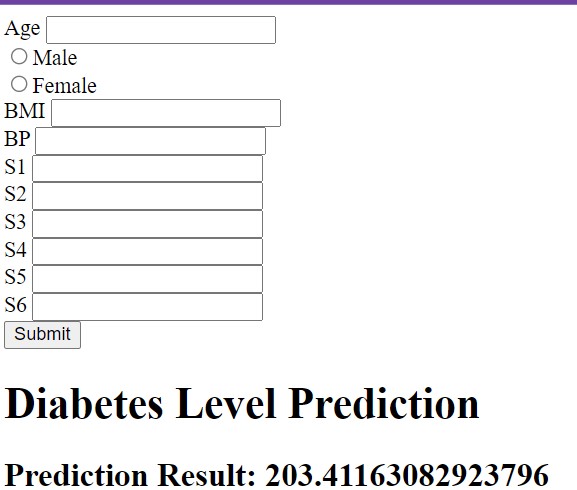 Age
Male
Female
BMI
BP
S1
S2
S3
S4
S5
S6
Submit
Diabetes Level Prediction
Prediction Result: 203.41163082923796